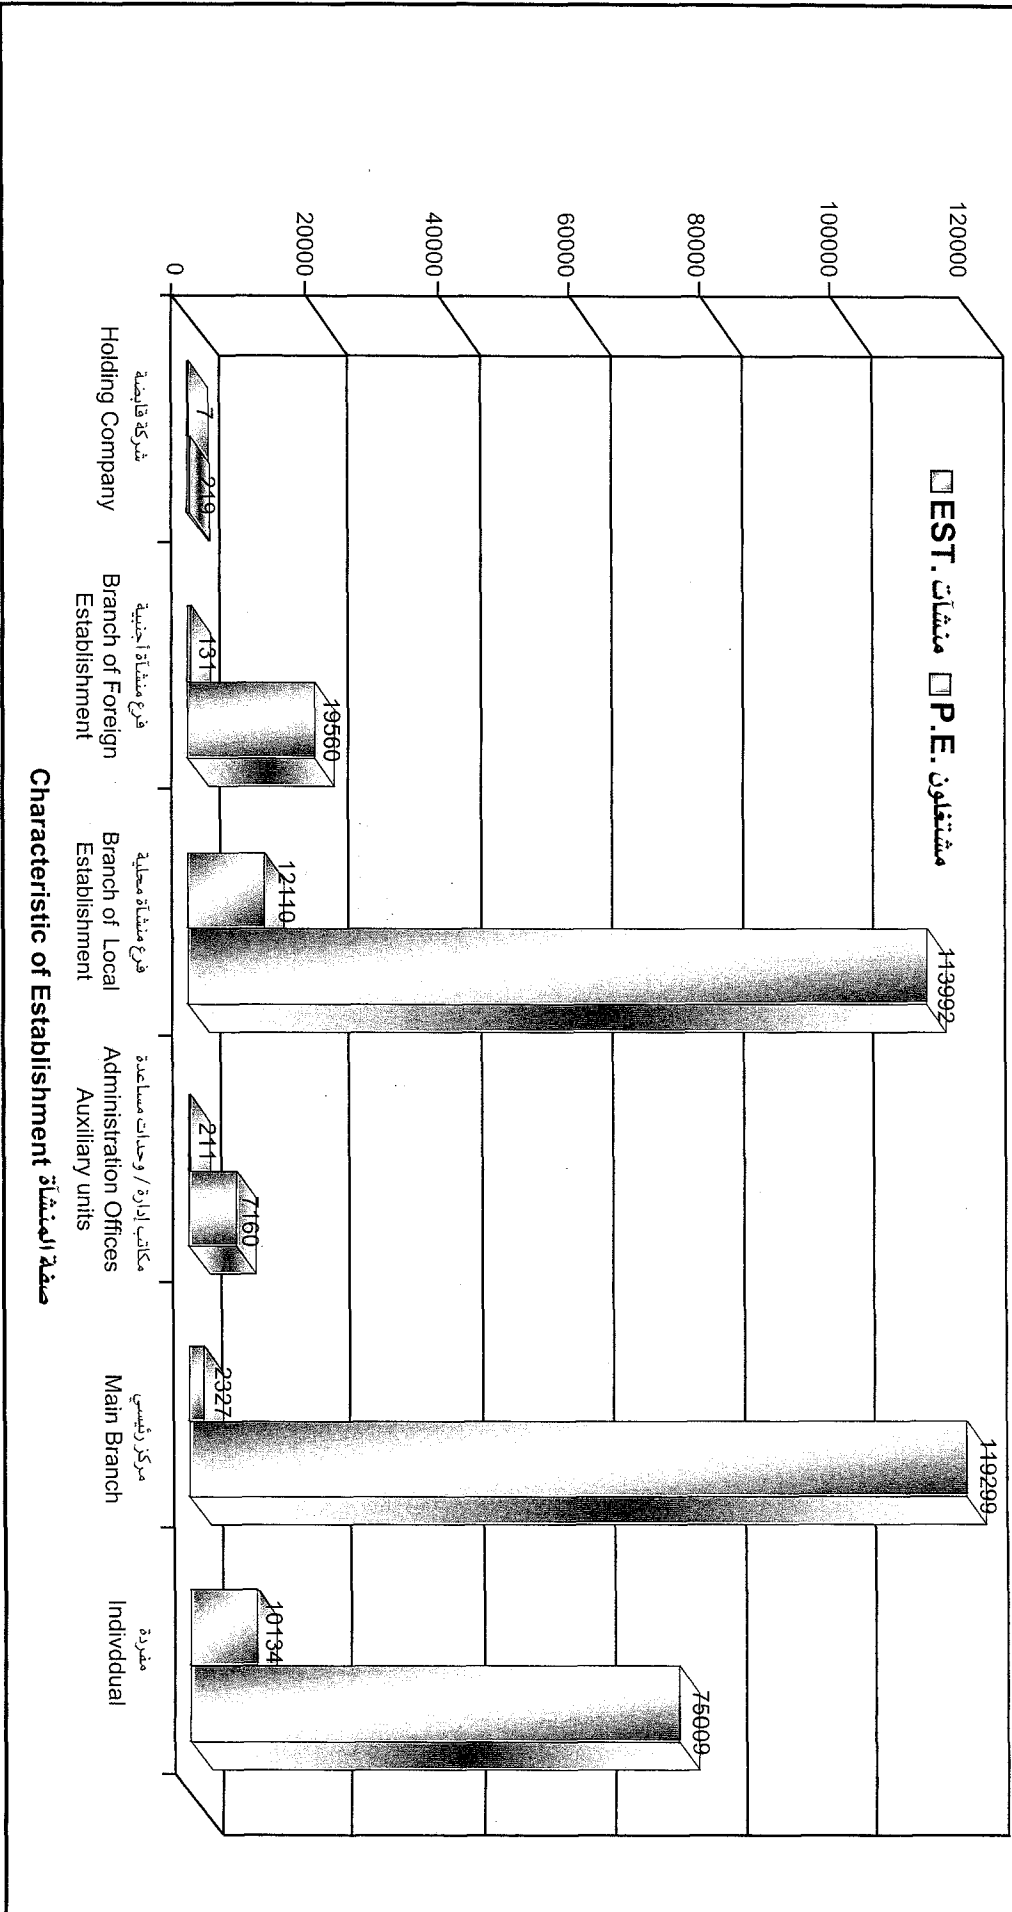 EST. منشآت P.E. مشتغلون
120000
100000
80000
60000
40000
20000
0
7
219
131
19560
12110
113992
211
7160
2327
119299
10134
75009
شركة قابضة
Holding Company
فرع منشأة أجنبية
Branch of Foreign
Establishment
فرع منشأة محلية
Branch of Local
Establishment
مكاتب إدارة / وحدات مساعدة
Administration Offices
Auxiliary units
مركز رئيسي
Main Branch
مفردة
Indivddual
Characteristic of Establishment صفة المنشأة